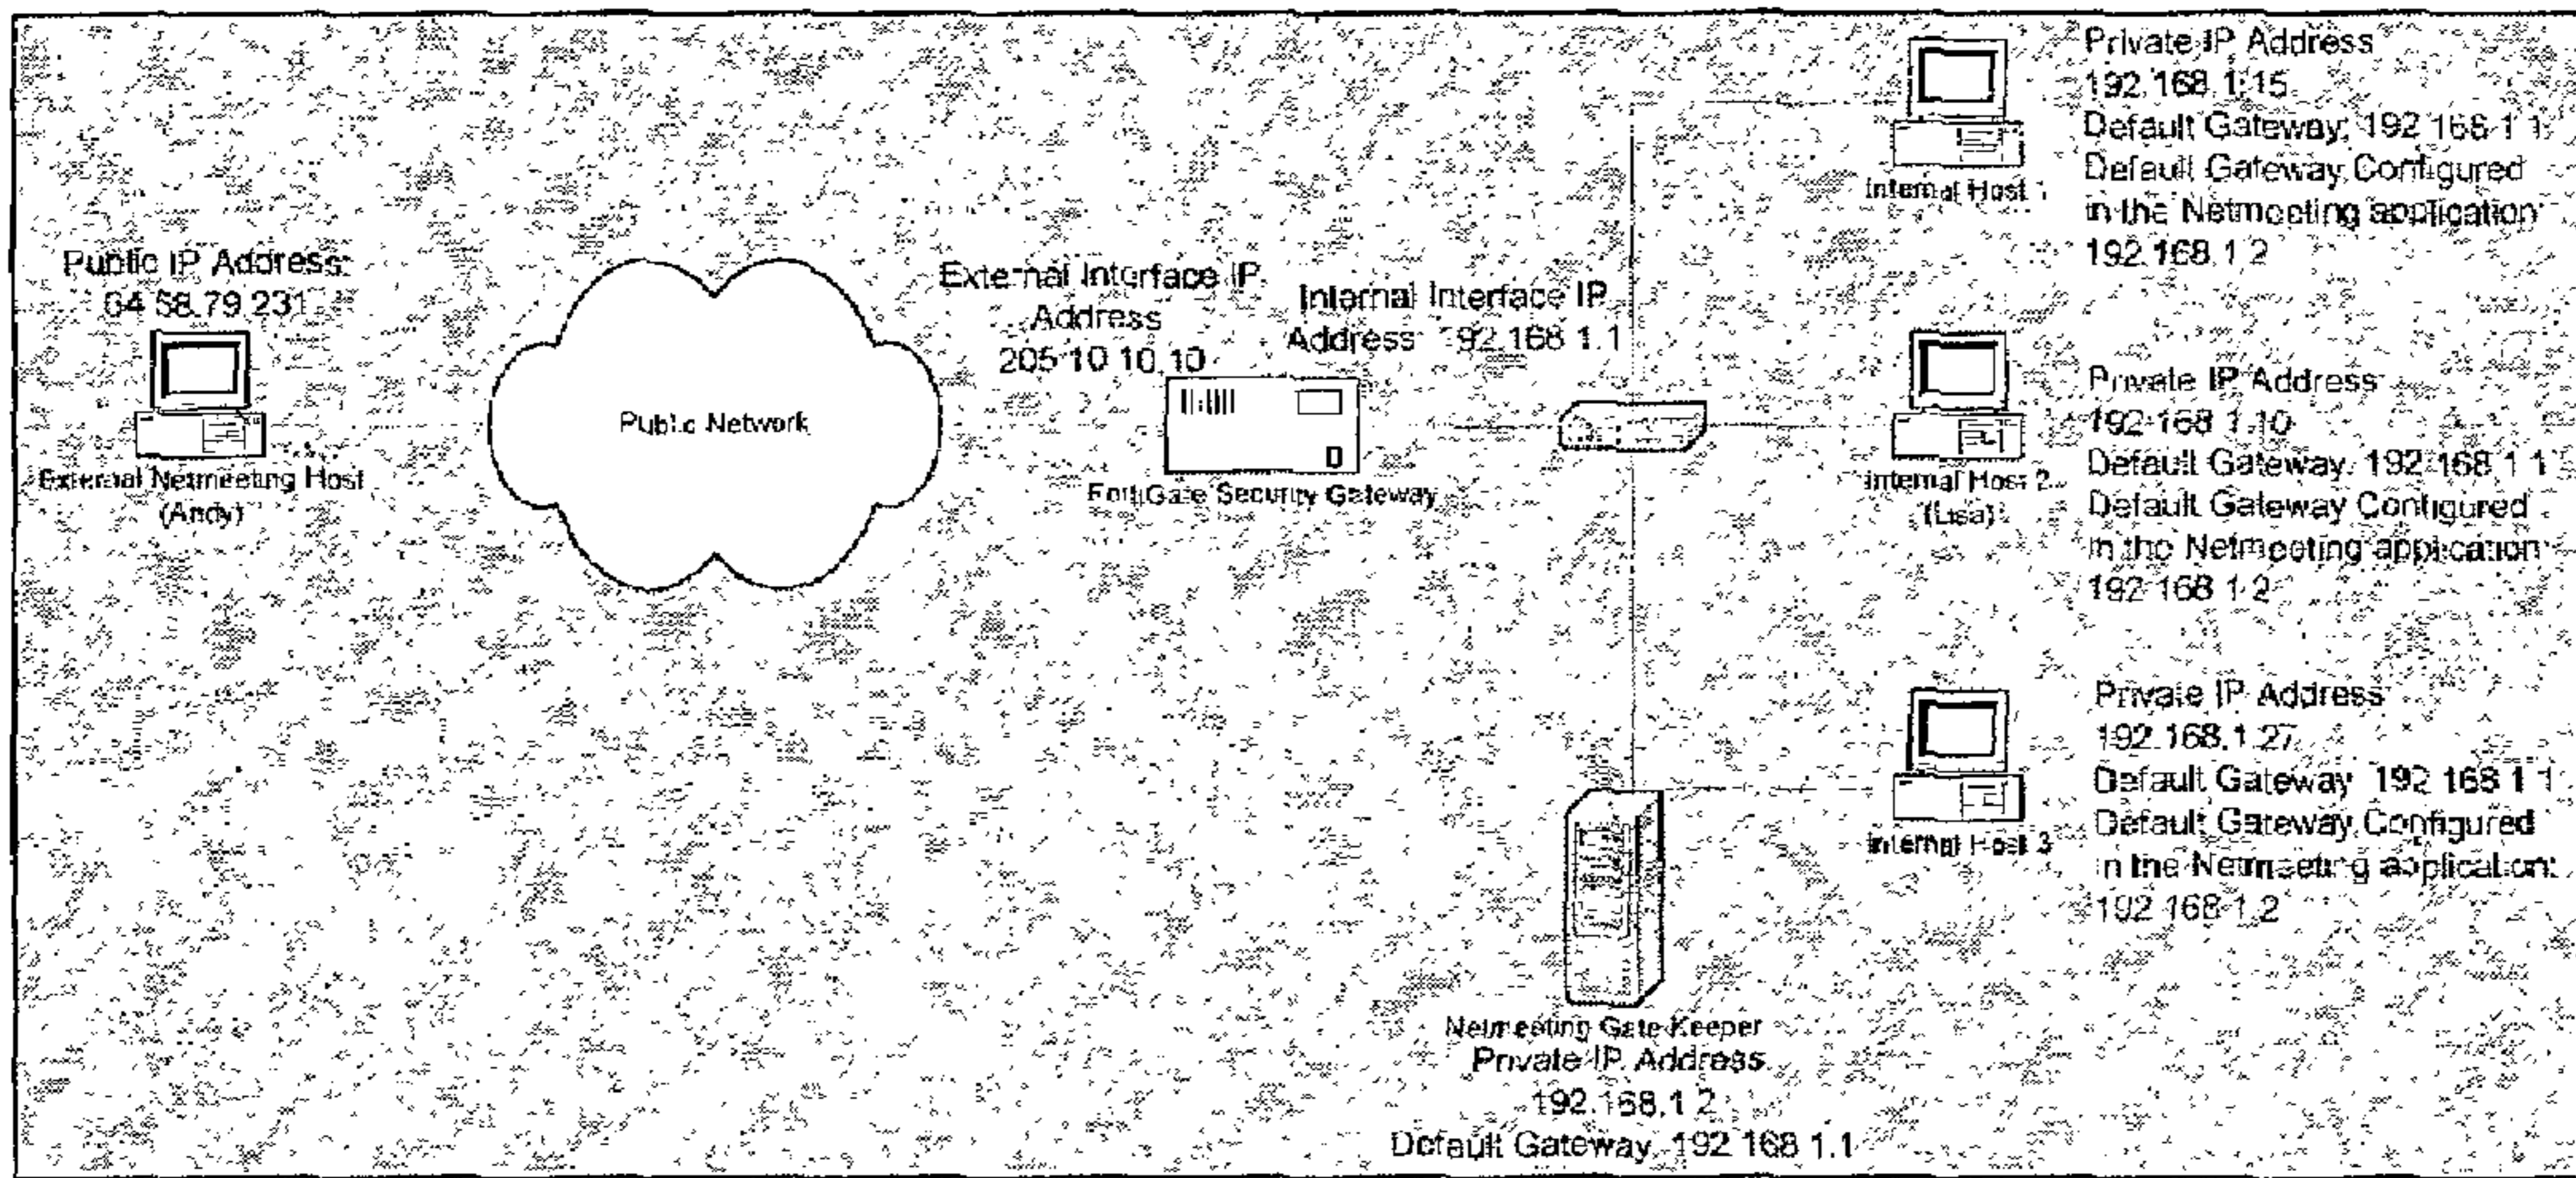 Public IP Address:
64.68.79.231
External Netmeeting Host
(Andy)
Public Network
External Interface IP
Address
205.10.10.10
FortiGate Security Gateway
Internal Interface IP
Address 192.168.1.1
Internal Host 1
Private IP Address
192.168.1.15
Default Gateway: 192.168.1.1
Default Gateway Configured
in the Netmeeting application
192.168.1.2
Internal Host 2
(Lisa)
Private IP Address
192.168.1.10
Default Gateway: 192.168.1.1
Default Gateway Configured
in the Netmeeting application
192.168.1.2
Internal Host 3
Private IP Address
192.168.1.27
Default Gateway 192.168.1.1
Default Gateway Configured
in the Netmeeting application:
192.168.1.2
Netmeeting Gate Keeper
Private IP Address
192.168.1.2
Default Gateway: 192.168.1.1